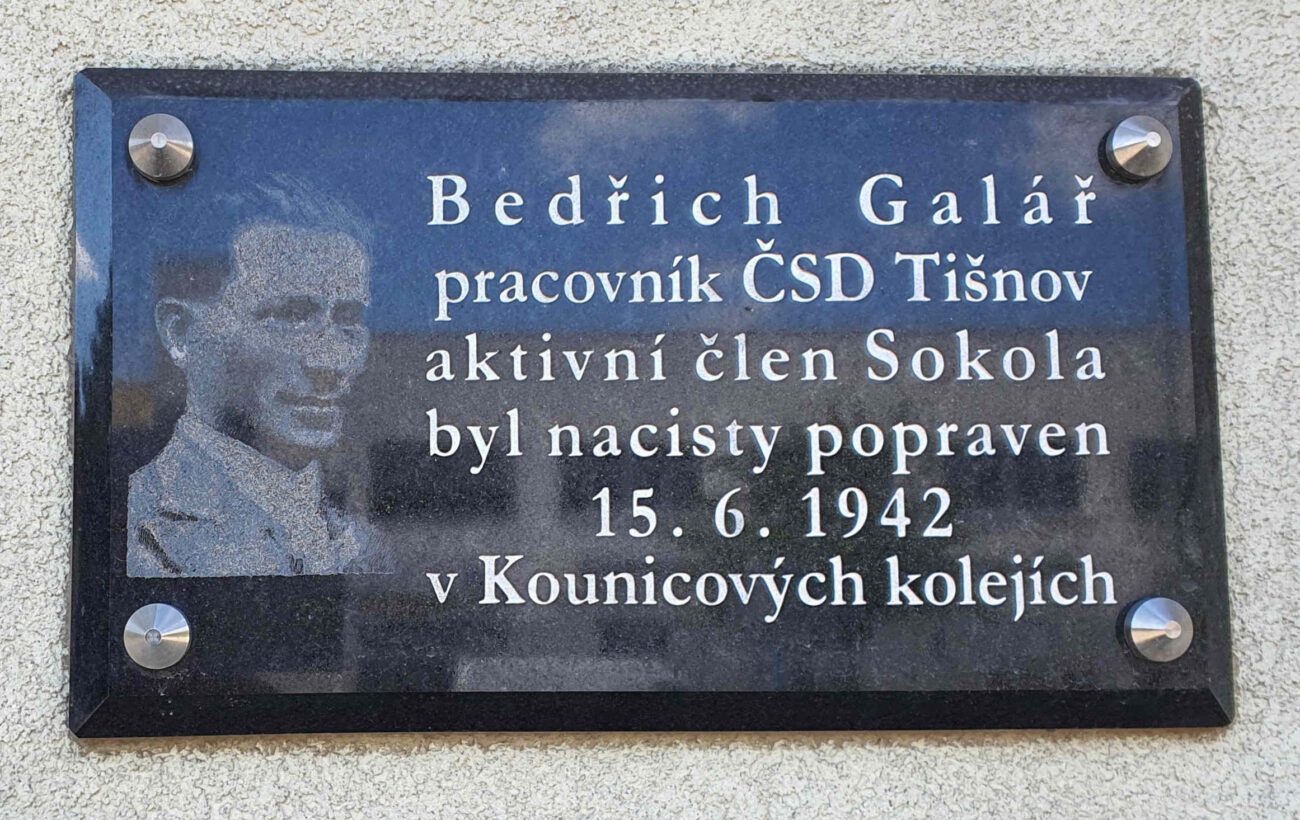 Bedřich Galář
pracovník ČSD Tišnov
aktivní člen Sokola
byl nacisty popraven
15. 6. 1942
v Kounicových kolejích